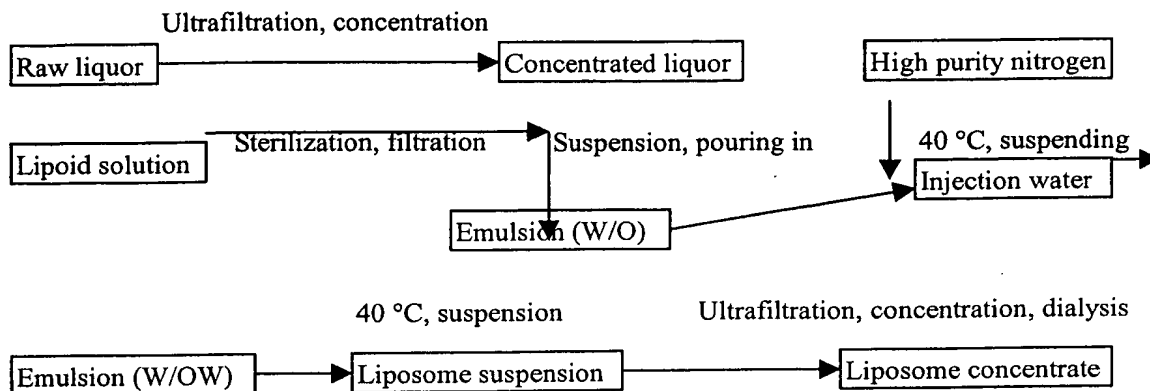 Ultrafiltration, concentration
Raw liquor
Concentrated liquor
High purity nitrogen
Lipoid solution
Sterilization, filtration
Suspension, pouring in
40 °C, suspending
Injection water
Emulsion (W/O)
40 °C, suspension
Ultrafiltration, concentration, dialysis
Emulsion (W/OW)
Liposome suspension
Liposome concentrate